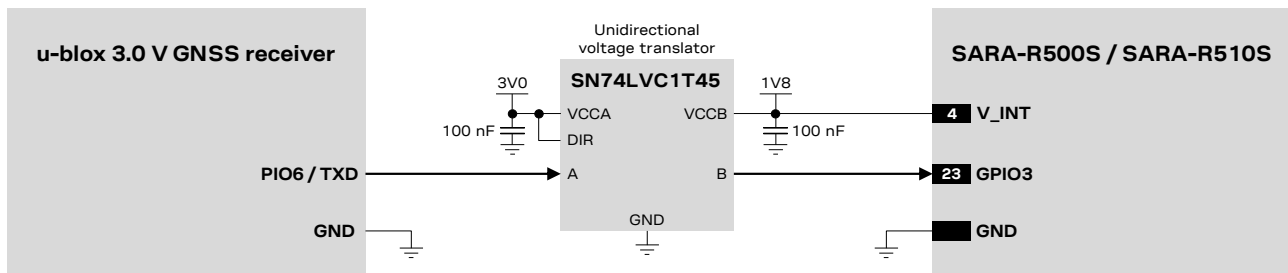 u-blox 3.0 V GNSS receiver
Unidirectional
voltage translator
SN74LVC1T45
SARA-R500S / SARA-R510S
3V0
1V8
VCCA
VCCB
4 V_INT
100 nF
DIR
100 nF
PIO6 / TXD
A
B
23 GPIO3
GND
GND
GND